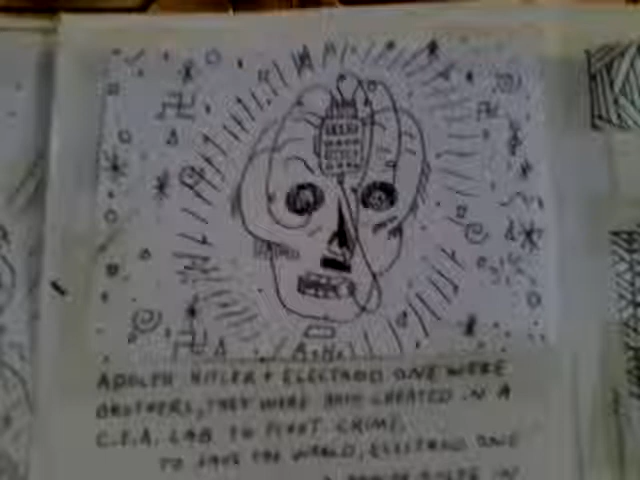 A.H.
ADOLPH HITLER + ELECTROD ONE WERE
BROTHERS, THEY WERE BOTH CREATED IN A
C.I.A. LAB TO FIGHT CRIME.
TO SAVE THE WORLD, ELECTROD ONE
IN